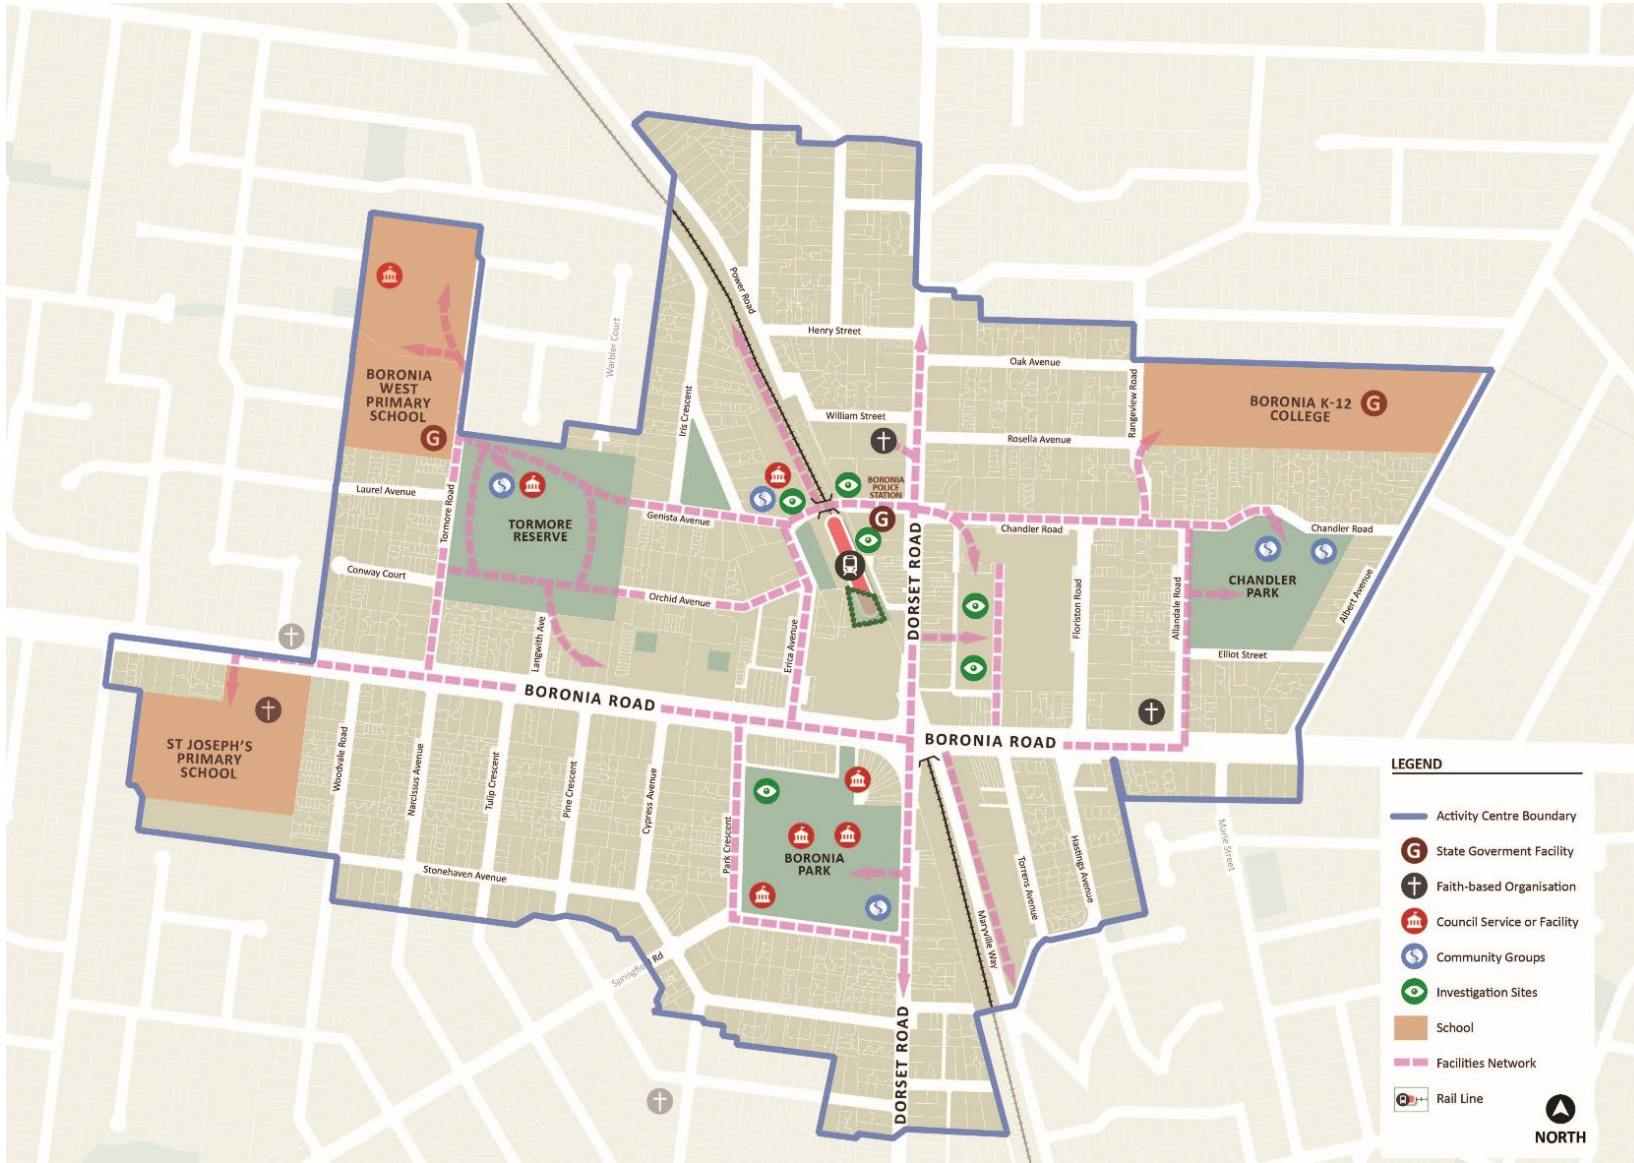 Power Road
Henry Street
Warbler Court
Oak Avenue
BORONIA
WEST
PRIMARY
SCHOOL
G
Iris Crescent
William Street
Rangeview Road
BORONIA K-12
COLLEGE
G
Rosella Avenue
BORONIA
POLICE
STATION
G
Laurel Avenue
Tormore Road
TORMORE
RESERVE
Genista Avenue
DORSET ROAD
Chandler Road
Chandler Road
Conway Court
Orchid Avenue
Floriston Road
Allandale Road
CHANDLER
PARK
Albert Avenue
Langwith Ave
Erica Avenue
Elliot Street
BORONIA ROAD
BORONIA ROAD
ST JOSEPH'S
PRIMARY
SCHOOL
Woodvale Road
Narcissus Avenue
Tulip Crescent
Pine Crescent
Cypress Avenue
Park Crescent
BORONIA
PARK
Stonehaven Avenue
Springfield Rd
Maryville Way
Torrens Avenue
Hastings Avenue
Marie Street
DORSET ROAD
LEGEND
Activity Centre Boundary
G State Goverment Facility
Faith-based Organisation
Council Service or Facility
Community Groups
Investigation Sites
School
Facilities Network
Rail Line
NORTH